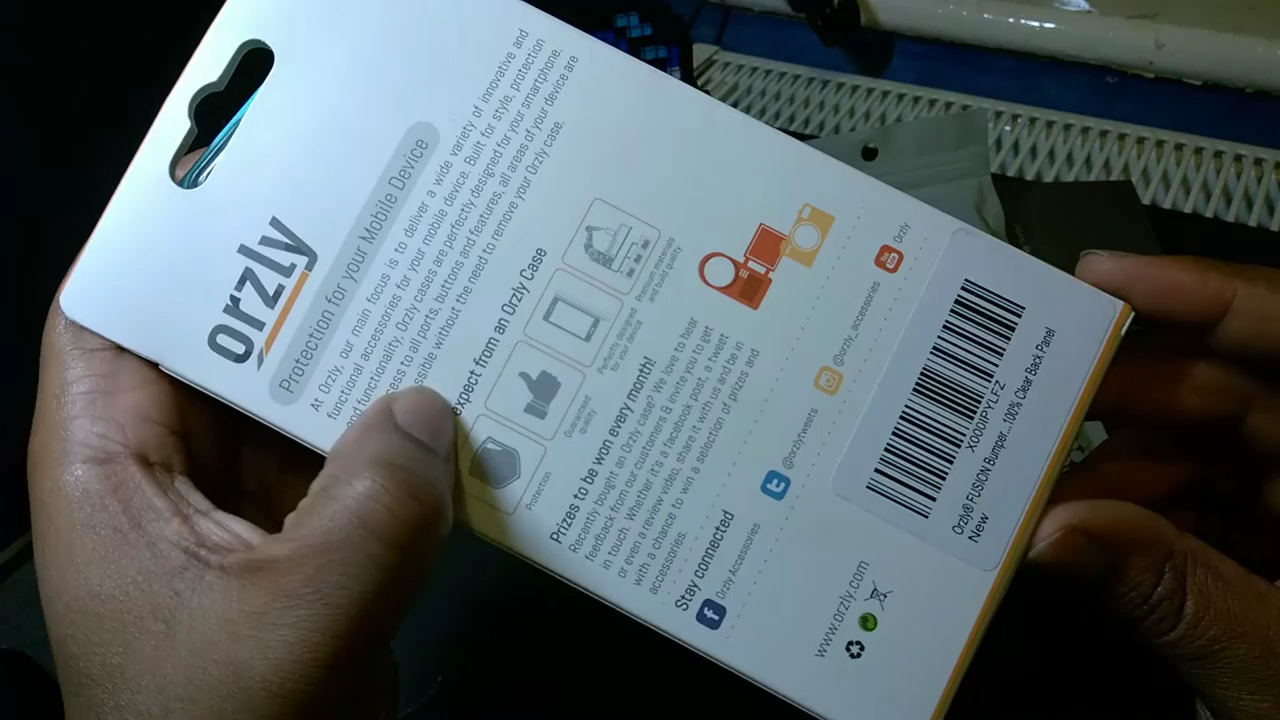 orzly
Protection for your Mobile Device
At Orzly, our main focus is to deliver a wide variety of innovative and
functional accessories for your mobile device. Built for style, protection
and functionality, Orzly cases are perfectly designed for your smartphone.
to all ports, buttons and features, all areas of your device are
without the need to remove your Orzly case.
expect from an Orzly Case
Protection
Guaranteed
quality
Perfectly designed
for your device
Premium materials
and build quality
Prizes to be won every month!
Recently bought an Orzly case? We love to hear
feedback from our customers & invite you to get
in touch. Whether it's a facebook post, a tweet
or even a review video, share it with us and be in
with a chance to win a selection of prizes and
accessories.
Stay connected
f Orzly Accessories
@orzlytweets
@orzly_accessories
Orzly
www.orzly.com
X000IPYLFZ
Orzly® FUSION Bumper...100% Clear Back Panel
New